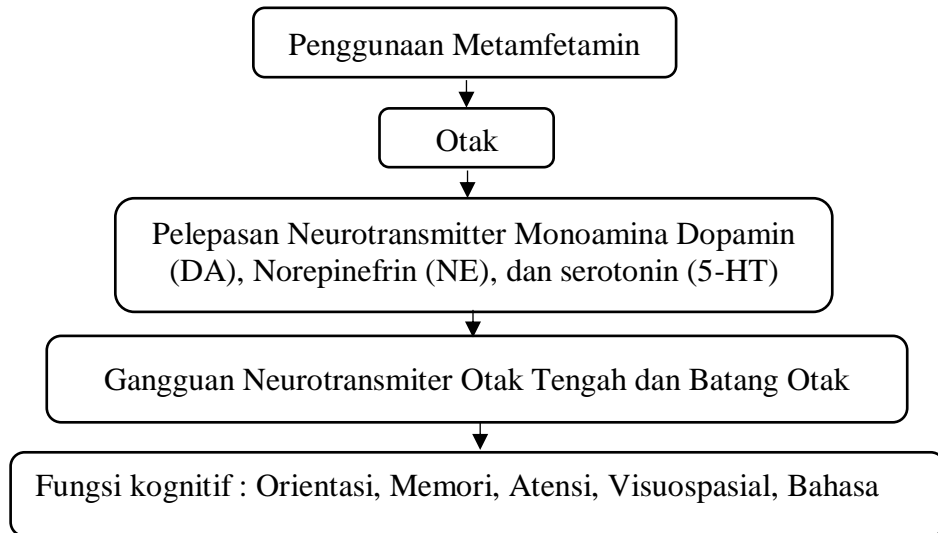 Penggunaan Metamfetamin
Otak
Pelepasan Neurotransmitter Monoamina Dopamin
(DA), Norepinefrin (NE), dan serotonin (5-HT)
Gangguan Neurotransmiter Otak Tengah dan Batang Otak
Fungsi kognitif : Orientasi, Memori, Atensi, Visuospasial, Bahasa